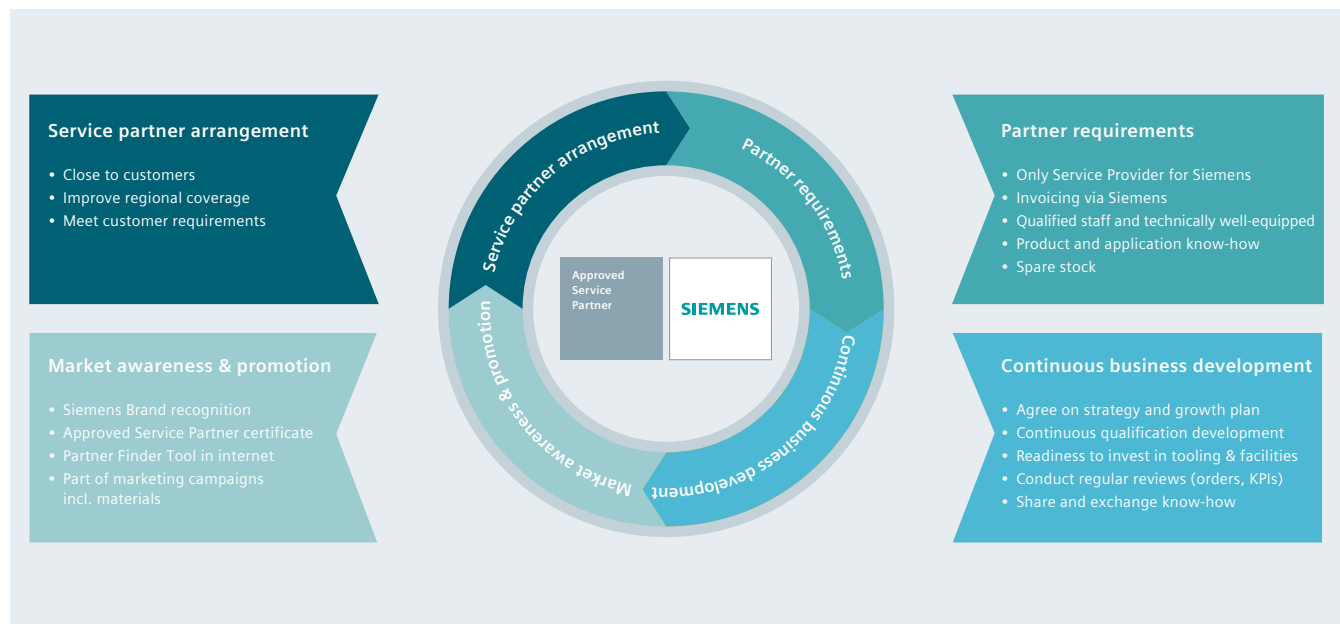 Service partner arrangement
• Close to customers
• Improve regional coverage
• Meet customer requirements
Market awareness & promotion
• Siemens Brand recognition
• Approved Service Partner certificate
• Partner Finder Tool in internet
• Part of marketing campaigns
incl. materials
Service partner arrangement
Partner requirements
Continuous business development
Market awareness & promotion
Approved
Service
Partner
SIEMENS
Partner requirements
• Only Service Provider for Siemens
• Invoicing via Siemens
• Qualified staff and technically well-equipped
• Product and application know-how
• Spare stock
Continuous business development
• Agree on strategy and growth plan
• Continuous qualification development
• Readiness to invest in tooling & facilities
• Conduct regular reviews (orders, KPIs)
• Share and exchange know-how